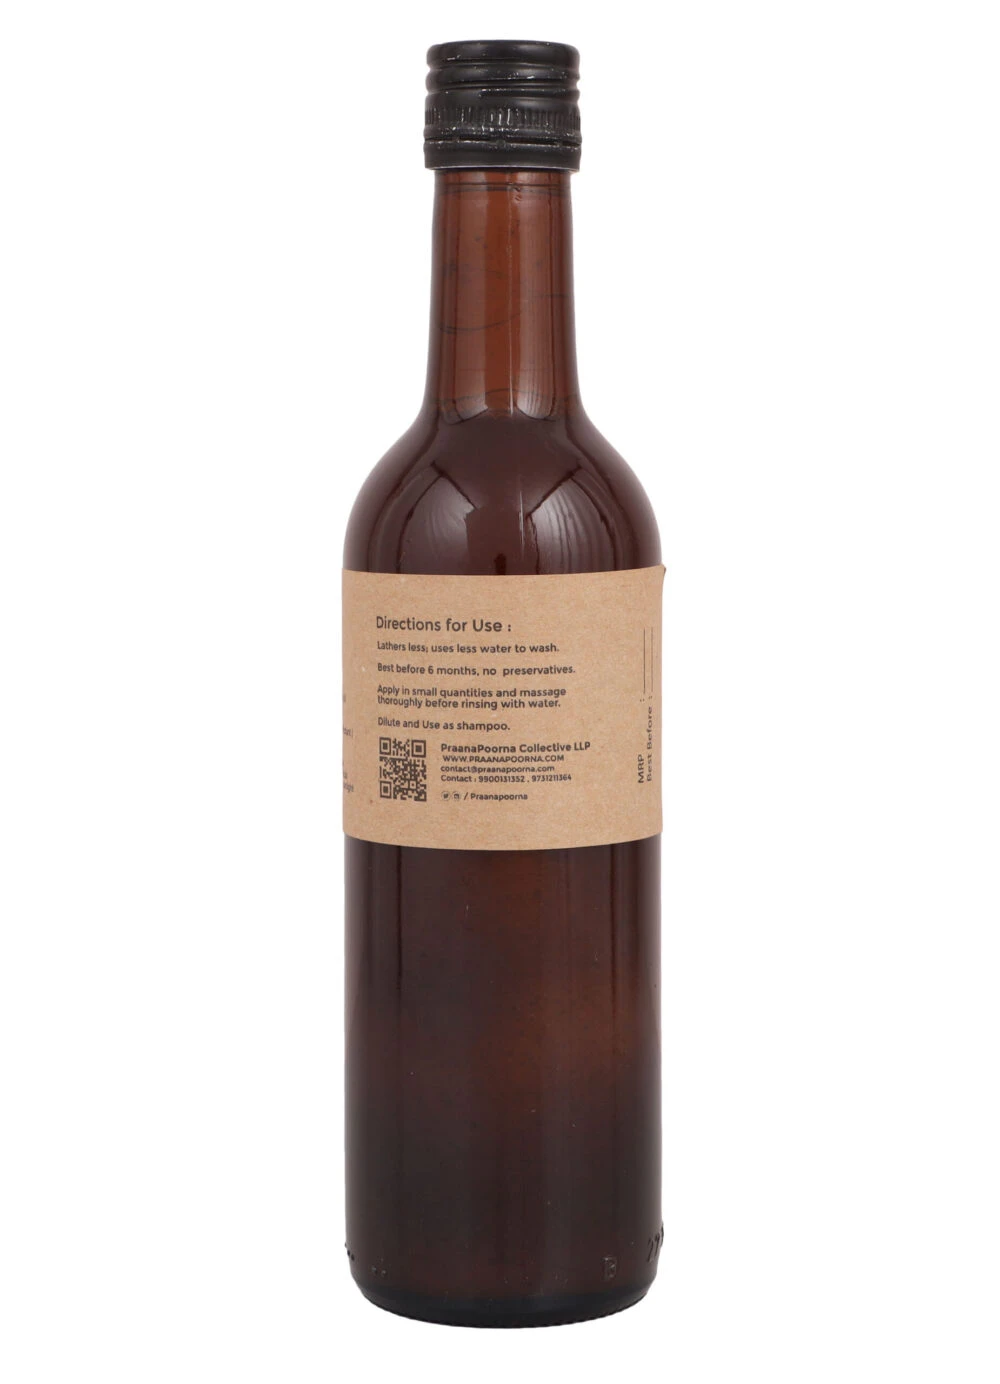 Directions for Use :
Lathers less; uses less water to wash.
Best before 6 months, no preservatives.
Apply in small quantities and massage
thoroughly before rinsing with water.
Dilute and Use as shampoo.
PraanaPoorna Collective LLP
WWW.PRAANAPOORNA.COM
contact@praanapoorna.com
Contact : 9900131352 , 9731211364
/ Praanapoorna
MRP :
Best Before :